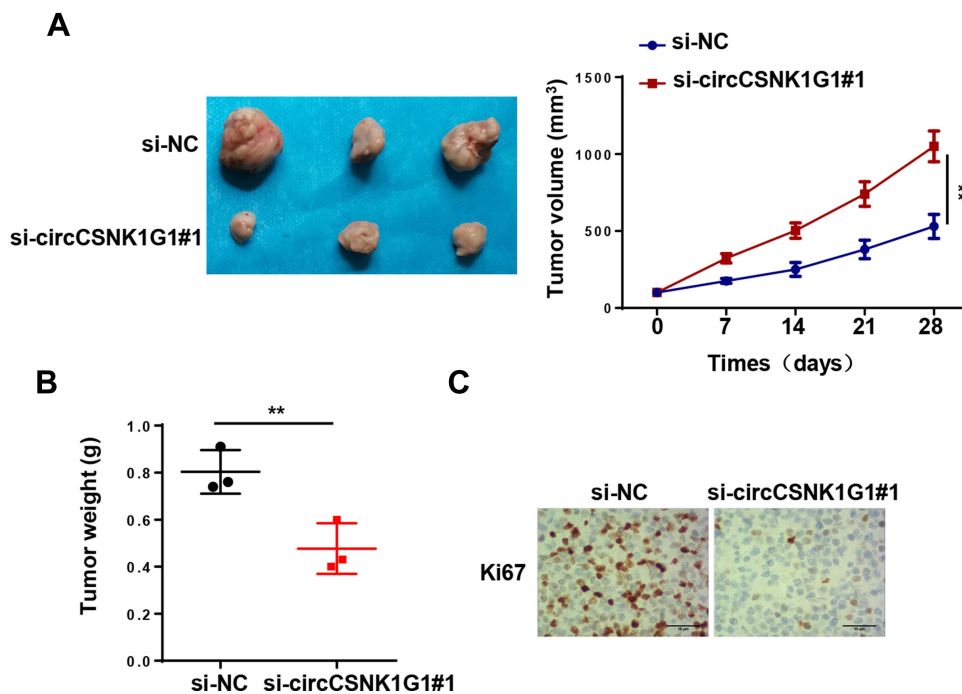 A
si-NC
si-circCSNK1G1#1
si-NC
si-circCSNK1G1#1
Tumor volume (mm³)
1500
1000
500
0
0 7 14 21 28
Times（days）
**
B
Tumor weight (g)
**
1.0
0.8
0.6
0.4
0.4
0.2
0.0
si-NC si-circCSNK1G1#1
C
si-NC si-circCSNK1G1#1
Ki67